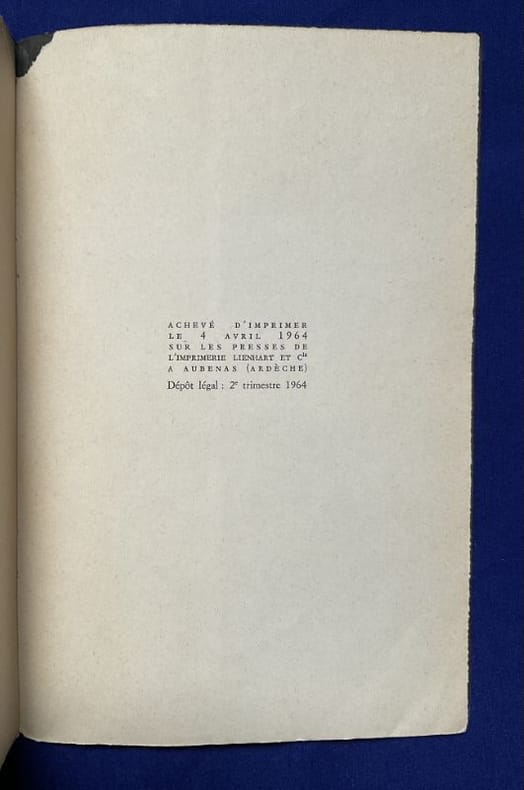 ACHEVÉ D'IMPRIMER
LE 4 AVRIL 1964
SUR LES PRESSES DE
L'IMPRIMERIE LIENHART ET Cie
A AUBENAS (ARDÈCHE)
Dépôt légal : 2e trimestre 1964